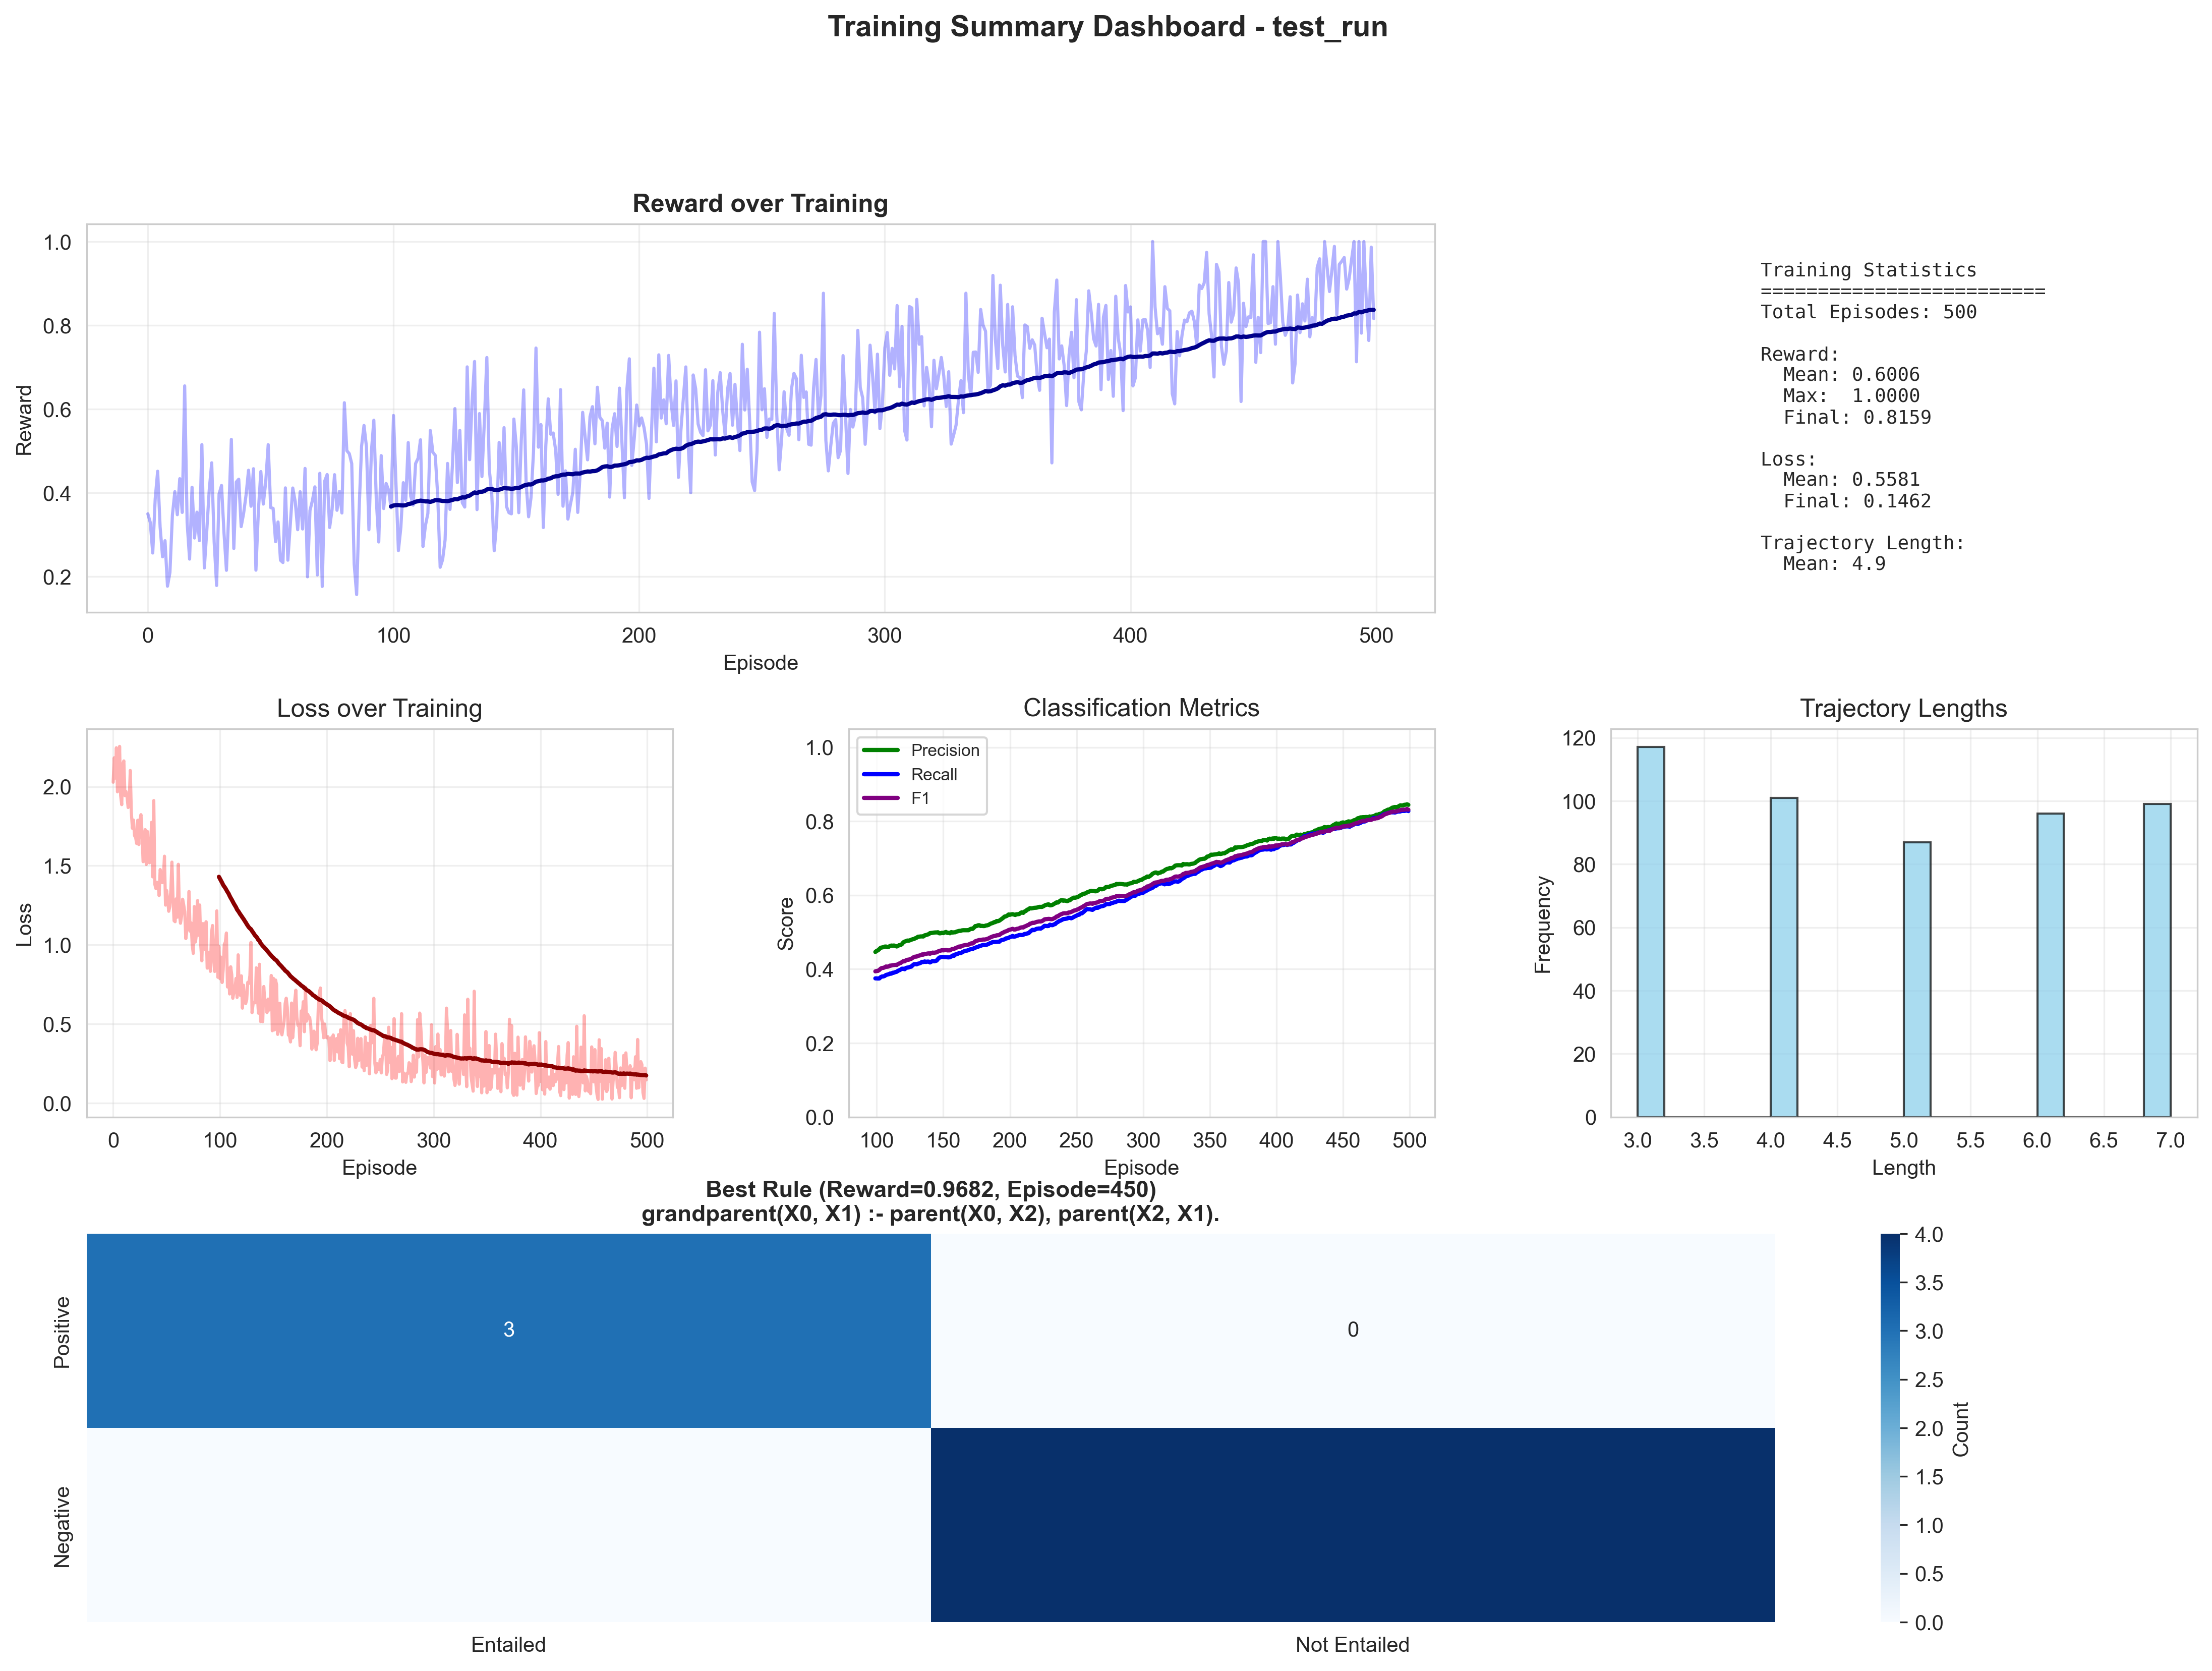 Training Summary Dashboard - test_run
Reward over Training
Reward
1.0
0.8
0.6
0.4
0.2
0
100
200
300
400
500
Episode
Training Statistics
=========================
Total Episodes: 500
Reward:
Mean: 0.6006
Max: 1.0000
Final: 0.8159
Loss:
Mean: 0.5581
Final: 0.1462
Trajectory Length:
Mean: 4.9
Loss over Training
Loss
2.0
1.5
1.0
0.5
0.0
0
100
200
300
400
500
Episode
Classification Metrics
Precision
Recall
F1
Score
1.0
0.8
0.6
0.4
0.2
0.0
100
150
200
250
300
350
400
450
500
Episode
Trajectory Lengths
Frequency
120
100
80
60
40
20
0
3.0
3.5
4.0
4.5
5.0
5.5
6.0
6.5
7.0
Length
Best Rule (Reward=0.9682, Episode=450)
grandparent(X0, X1) :- parent(X0, X2), parent(X2, X1).
Positive
3
0
Negative
Entailed
Not Entailed
4.0
3.5
3.0
2.5
2.0
1.5
1.0
0.5
0.0
Count